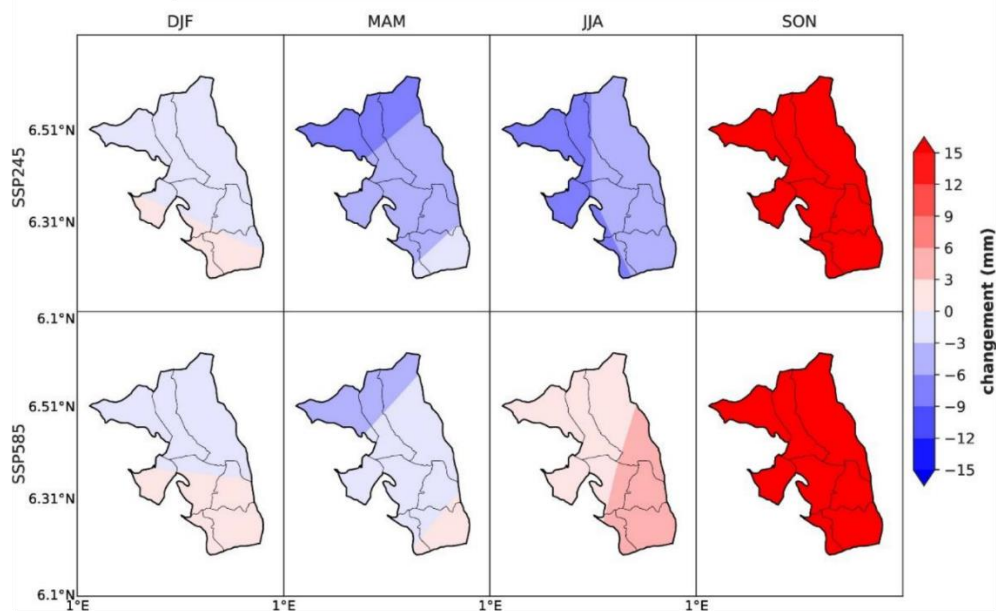 DJF MAM JJA SON
SSP245
6.51°N
6.31°N
6.1°N
SSP585
6.51°N
6.31°N
6.1°N
1°E 1°E 1°E 1°E
15
12
9
6
3
0
−3
−6
−9
−12
−15
changement (mm)